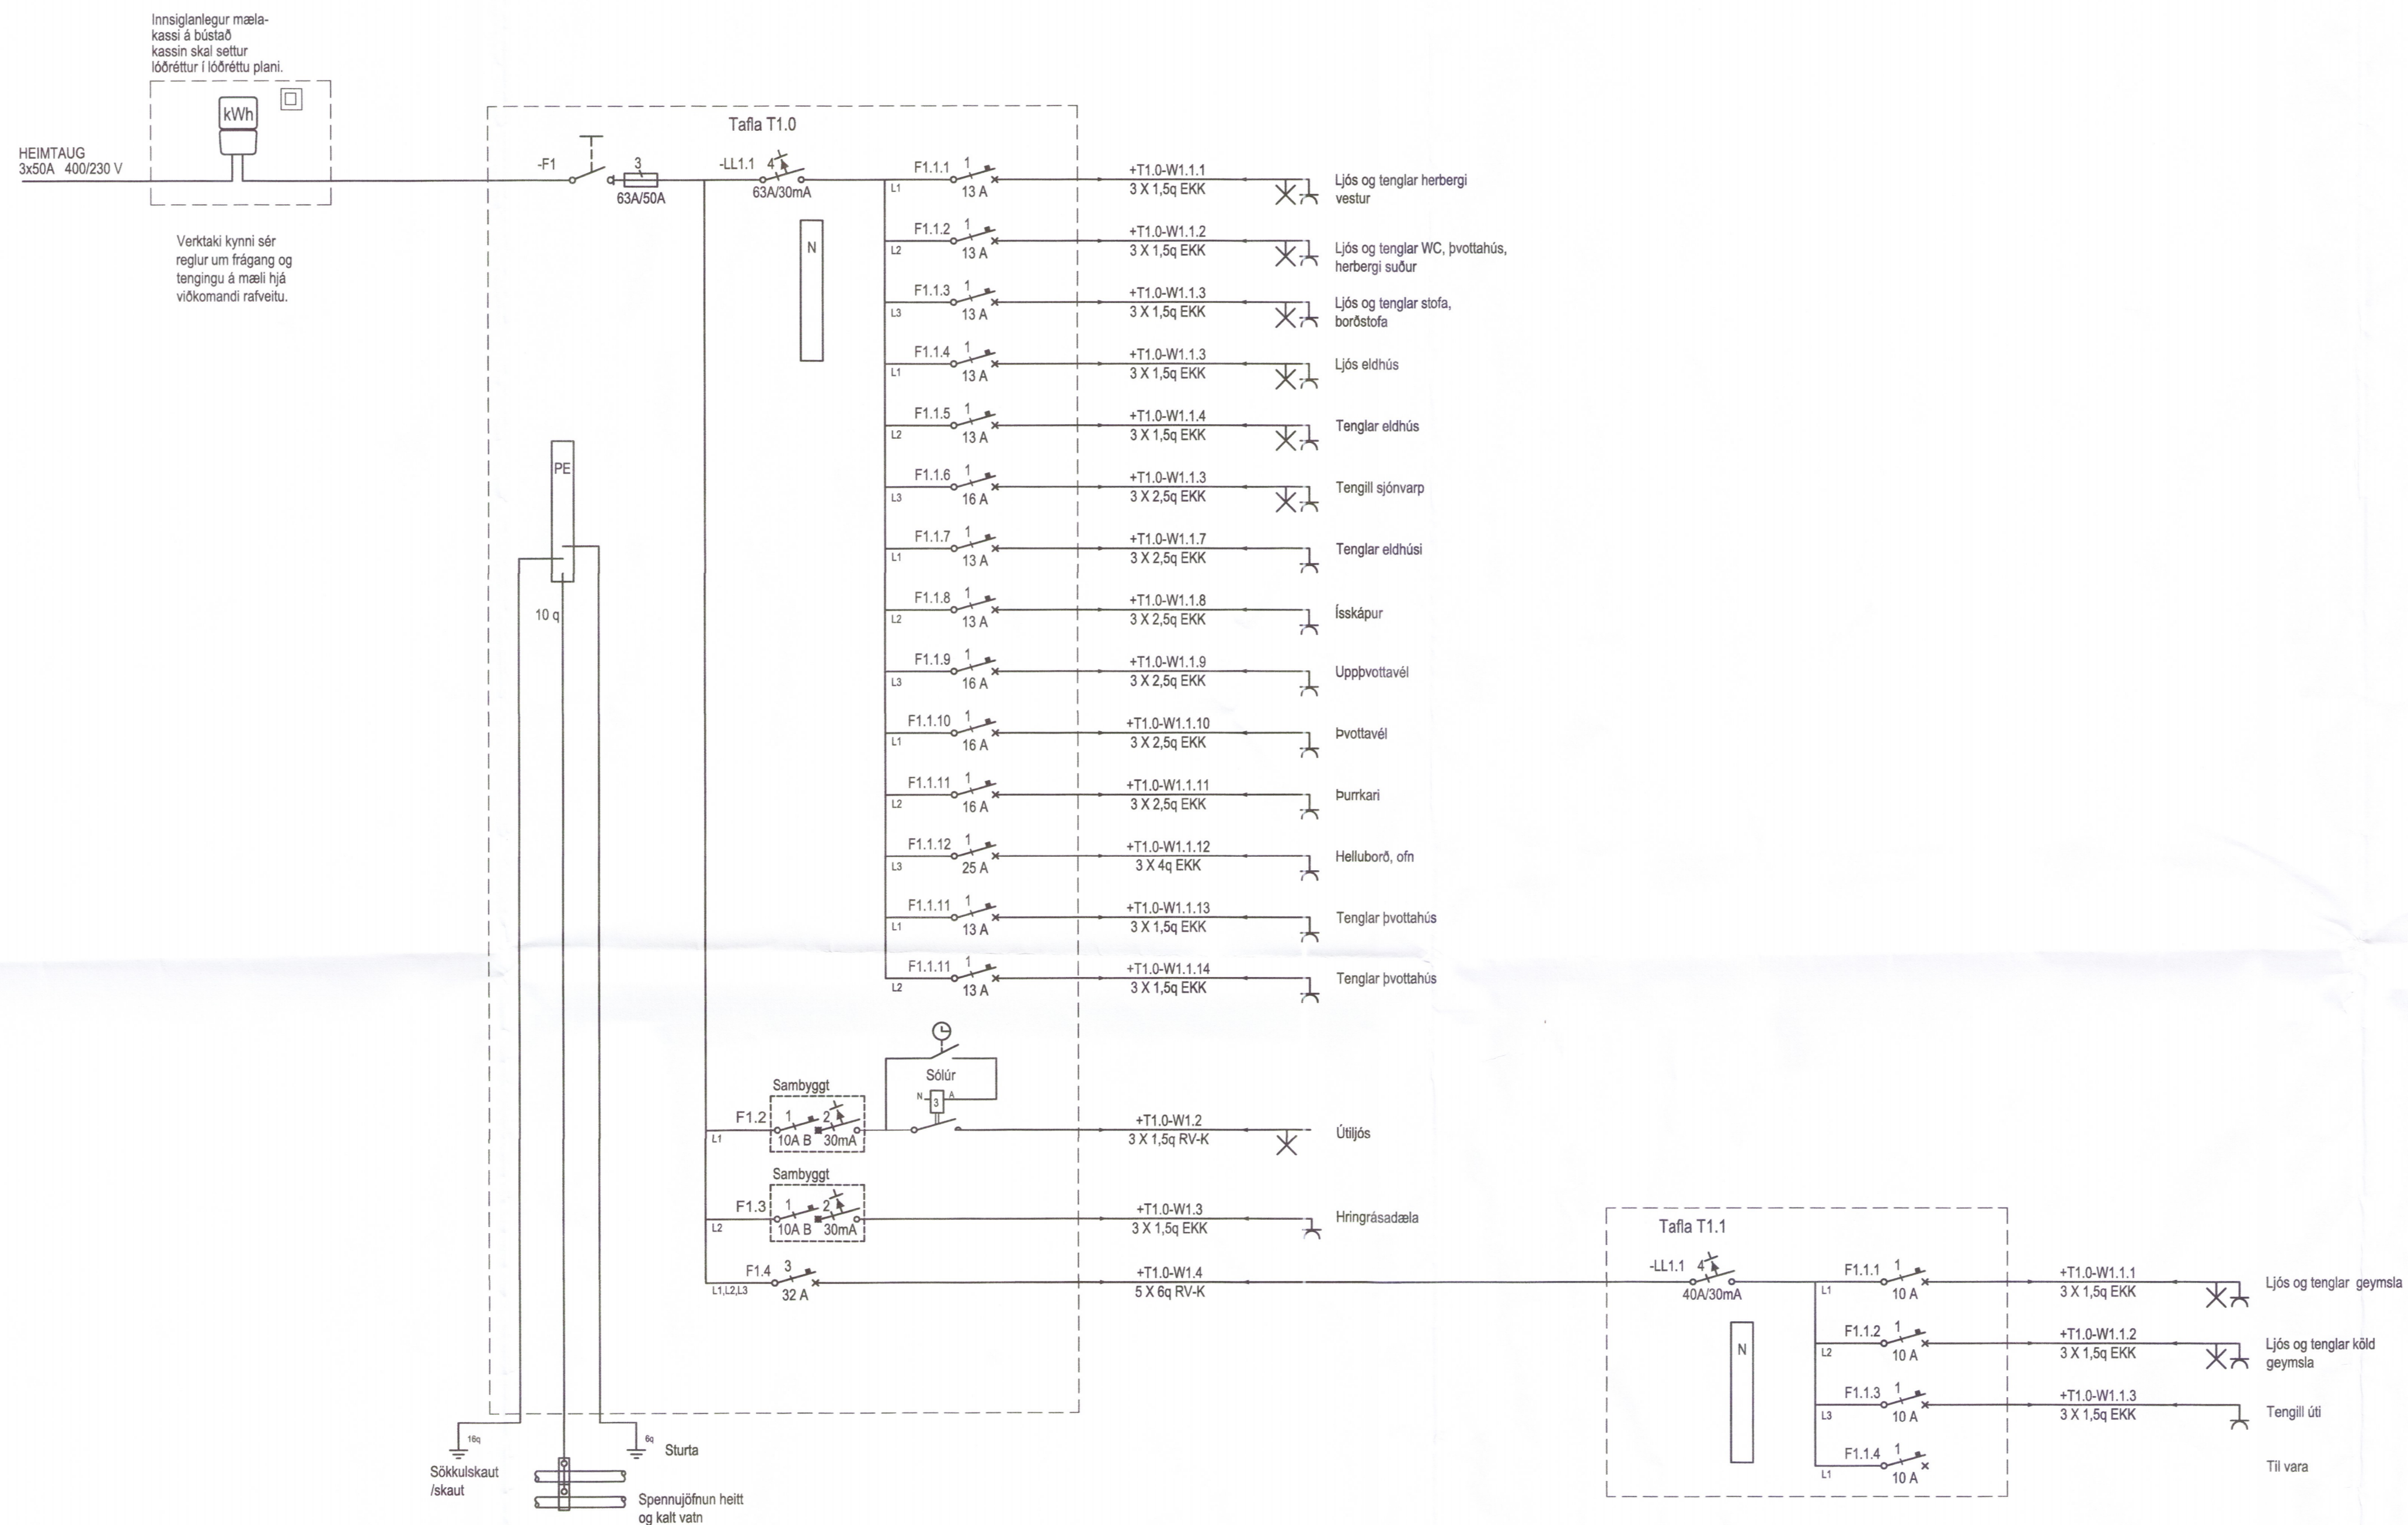 Innsiglanlegur mæla-
kassi á bústað
kassin skal settur
lóðréttur í lóðréttu plani.
kWh
HEIMTAUG
3x50A 400/230 V
Verktaki kynni sér
reglur um frágang og
tengingu á mæli hjá
viðkomandi rafveitu.
Tafla T1.0
-F1
3
63A/50A
-LL1.1 4
63A/30mA
N
PE
10 q
F1.1.1 1
L1 13 A
+T1.0-W1.1.1
3 X 1,5q EKK
Ljós og tenglar herbergi
vestur
F1.1.2 1
L2 13 A
+T1.0-W1.1.2
3 X 1,5q EKK
Ljós og tenglar WC, þvottahús,
herbergi suður
F1.1.3 1
L3 13 A
+T1.0-W1.1.3
3 X 1,5q EKK
Ljós og tenglar stofa,
borðstofa
F1.1.4 1
L1 13 A
+T1.0-W1.1.3
3 X 1,5q EKK
Ljós eldhús
F1.1.5 1
L2 13 A
+T1.0-W1.1.4
3 X 1,5q EKK
Tenglar eldhús
F1.1.6 1
L3 16 A
+T1.0-W1.1.3
3 X 2,5q EKK
Tengill sjónvarp
F1.1.7 1
L1 13 A
+T1.0-W1.1.7
3 X 2,5q EKK
Tenglar eldhúsi
F1.1.8 1
L2 13 A
+T1.0-W1.1.8
3 X 2,5q EKK
Ísskápur
F1.1.9 1
L3 16 A
+T1.0-W1.1.9
3 X 2,5q EKK
Uppþvottavél
F1.1.10 1
L1 16 A
+T1.0-W1.1.10
3 X 2,5q EKK
Þvottavél
F1.1.11 1
L2 16 A
+T1.0-W1.1.11
3 X 2,5q EKK
Þurrkari
F1.1.12 1
L3 25 A
+T1.0-W1.1.12
3 X 4q EKK
Helluborð, ofn
F1.1.11 1
L1 13 A
+T1.0-W1.1.13
3 X 1,5q EKK
Tenglar þvottahús
F1.1.11 1
L2 13 A
+T1.0-W1.1.14
3 X 1,5q EKK
Tenglar þvottahús
Sólúr
N 3 A
Sambyggt
F1.2 1 2
L1 10A B 30mA
+T1.0-W1.2
3 X 1,5q RV-K
Útiljós
Sambyggt
F1.3 1 2
L2 10A B 30mA
+T1.0-W1.3
3 X 1,5q EKK
Hringrásadæla
F1.4 3
L1,L2,L3 32 A
+T1.0-W1.4
5 X 6q RV-K
Tafla T1.1
-LL1.1 4
40A/30mA
N
F1.1.1 1
L1 10 A
+T1.0-W1.1.1
3 X 1,5q EKK
Ljós og tenglar geymsla
F1.1.2 1
L2 10 A
+T1.0-W1.1.2
3 X 1,5q EKK
Ljós og tenglar köld
geymsla
F1.1.3 1
L3 10 A
+T1.0-W1.1.3
3 X 1,5q EKK
Tengill úti
F1.1.4 1
L1 10 A
Til vara
16q
Sökkulskaut
/skaut
6q
Sturta
Spennujöfnun heitt
og kalt vatn